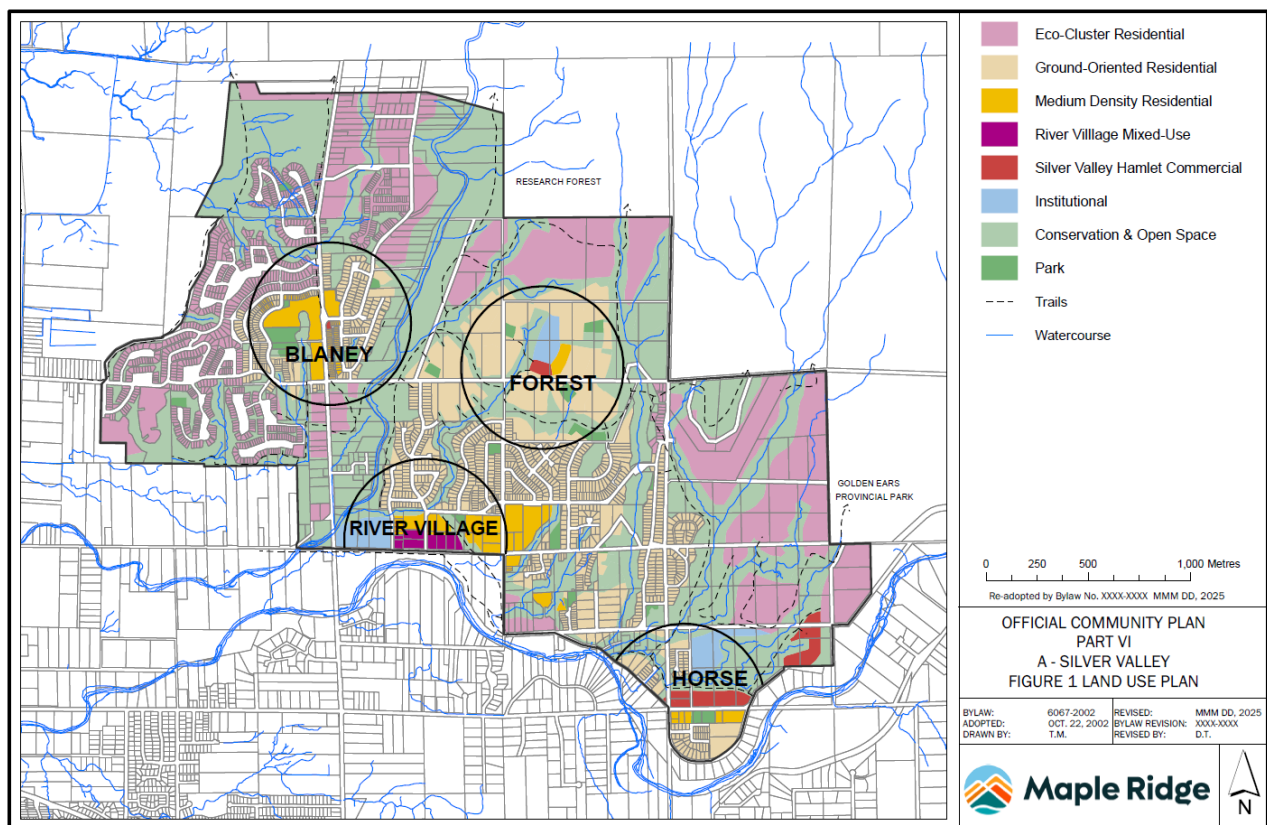 Eco-Cluster Residential
Ground-Oriented Residential
Medium Density Residential
River Villlage Mixed-Use
Silver Valley Hamlet Commercial
Institutional
Conservation & Open Space
Park
Trails
Watercourse
RESEARCH FOREST
BLANEY
FOREST
GOLDEN EARS
PROVINCIAL PARK
RIVER VILLAGE
HORSE
0 250 500 1,000 Metres
Re-adopted by Bylaw No. XXXX-XXXX MMM DD, 2025
OFFICIAL COMMUNITY PLAN
PART VI
A - SILVER VALLEY
FIGURE 1 LAND USE PLAN
BYLAW: 6067-2002 REVISED: MMM DD, 2025
ADOPTED: OCT. 22, 2002 BYLAW REVISION: XXXX-XXXX
DRAWN BY: T.M. REVISED BY: D.T.
Maple Ridge
N